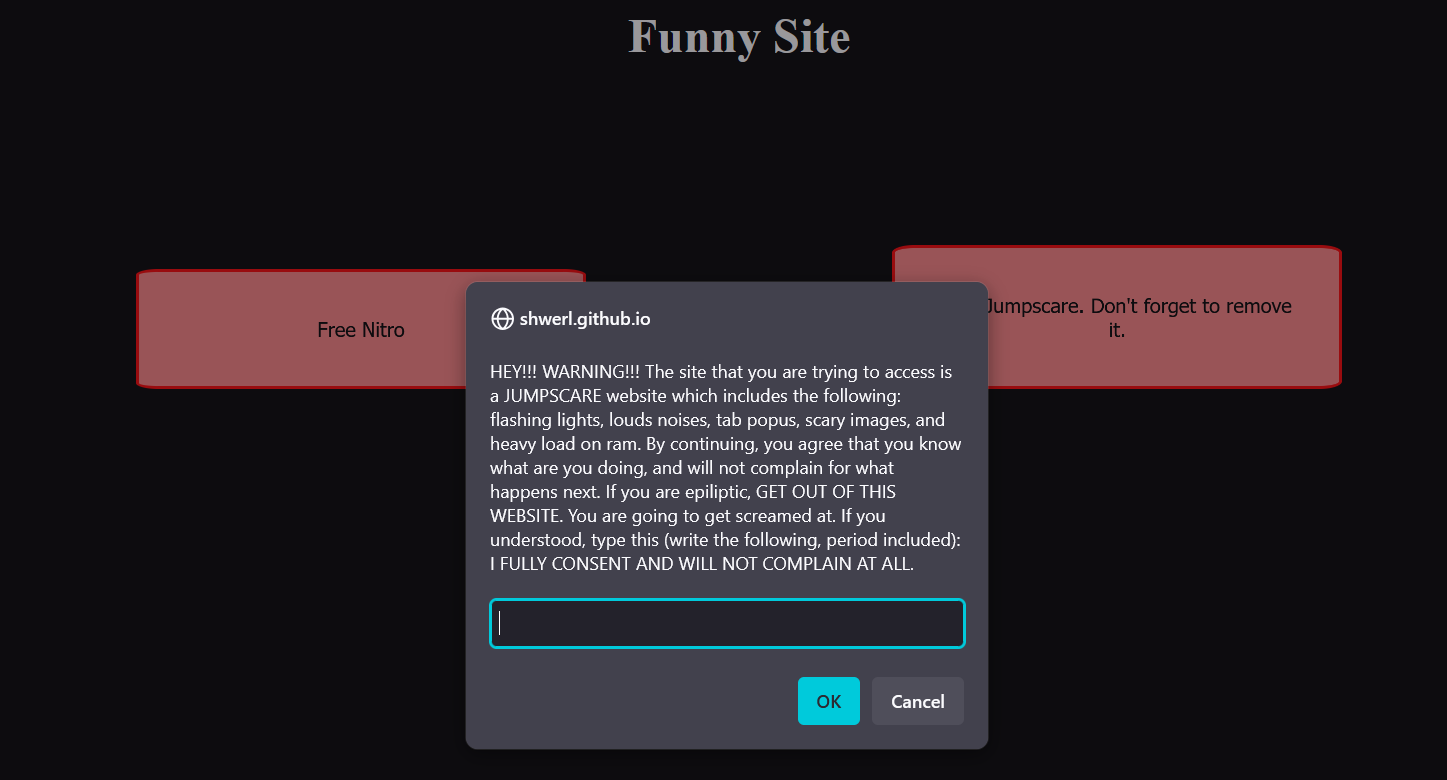 Funny Site
Free Nitro
Jumpscare. Don't forget to remove
it.
shwerl.github.io
HEY!!! WARNING!!! The site that you are trying to access is
a JUMPSCARE website which includes the following:
flashing lights, louds noises, tab popus, scary images, and
heavy load on ram. By continuing, you agree that you know
what are you doing, and will not complain for what
happens next. If you are epiliptic, GET OUT OF THIS
WEBSITE. You are going to get screamed at. If you
understood, type this (write the following, period included):
I FULLY CONSENT AND WILL NOT COMPLAIN AT ALL.
OK
Cancel